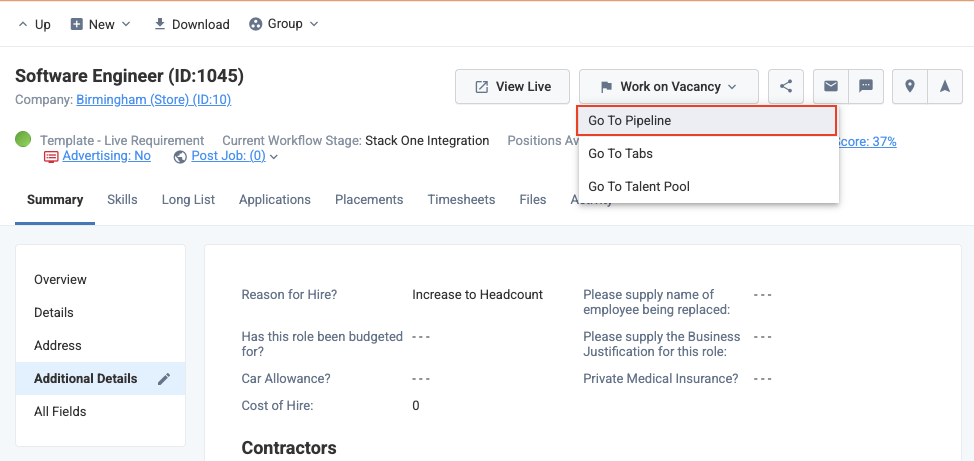 Up New Download Group
Software Engineer (ID:1045)
Company: Birmingham (Store) (ID:10)
View Live Work on Vacancy
Go To Pipeline
Go To Tabs
Go To Talent Pool
Template - Live Requirement Current Workflow Stage: Stack One Integration Positions core: 37%
Advertising: No Post Job: (0)
Summary Skills Long List Applications Placements Timesheets Files Activity
Overview
Details
Address
Additional Details
All Fields
Reason for Hire? Increase to Headcount Please supply name of
employee being replaced: ---
Has this role been budgeted
for? ---
Please supply the Business
Justification for this role: ---
Car Allowance? --- Private Medical Insurance? ---
Cost of Hire: 0
Contractors